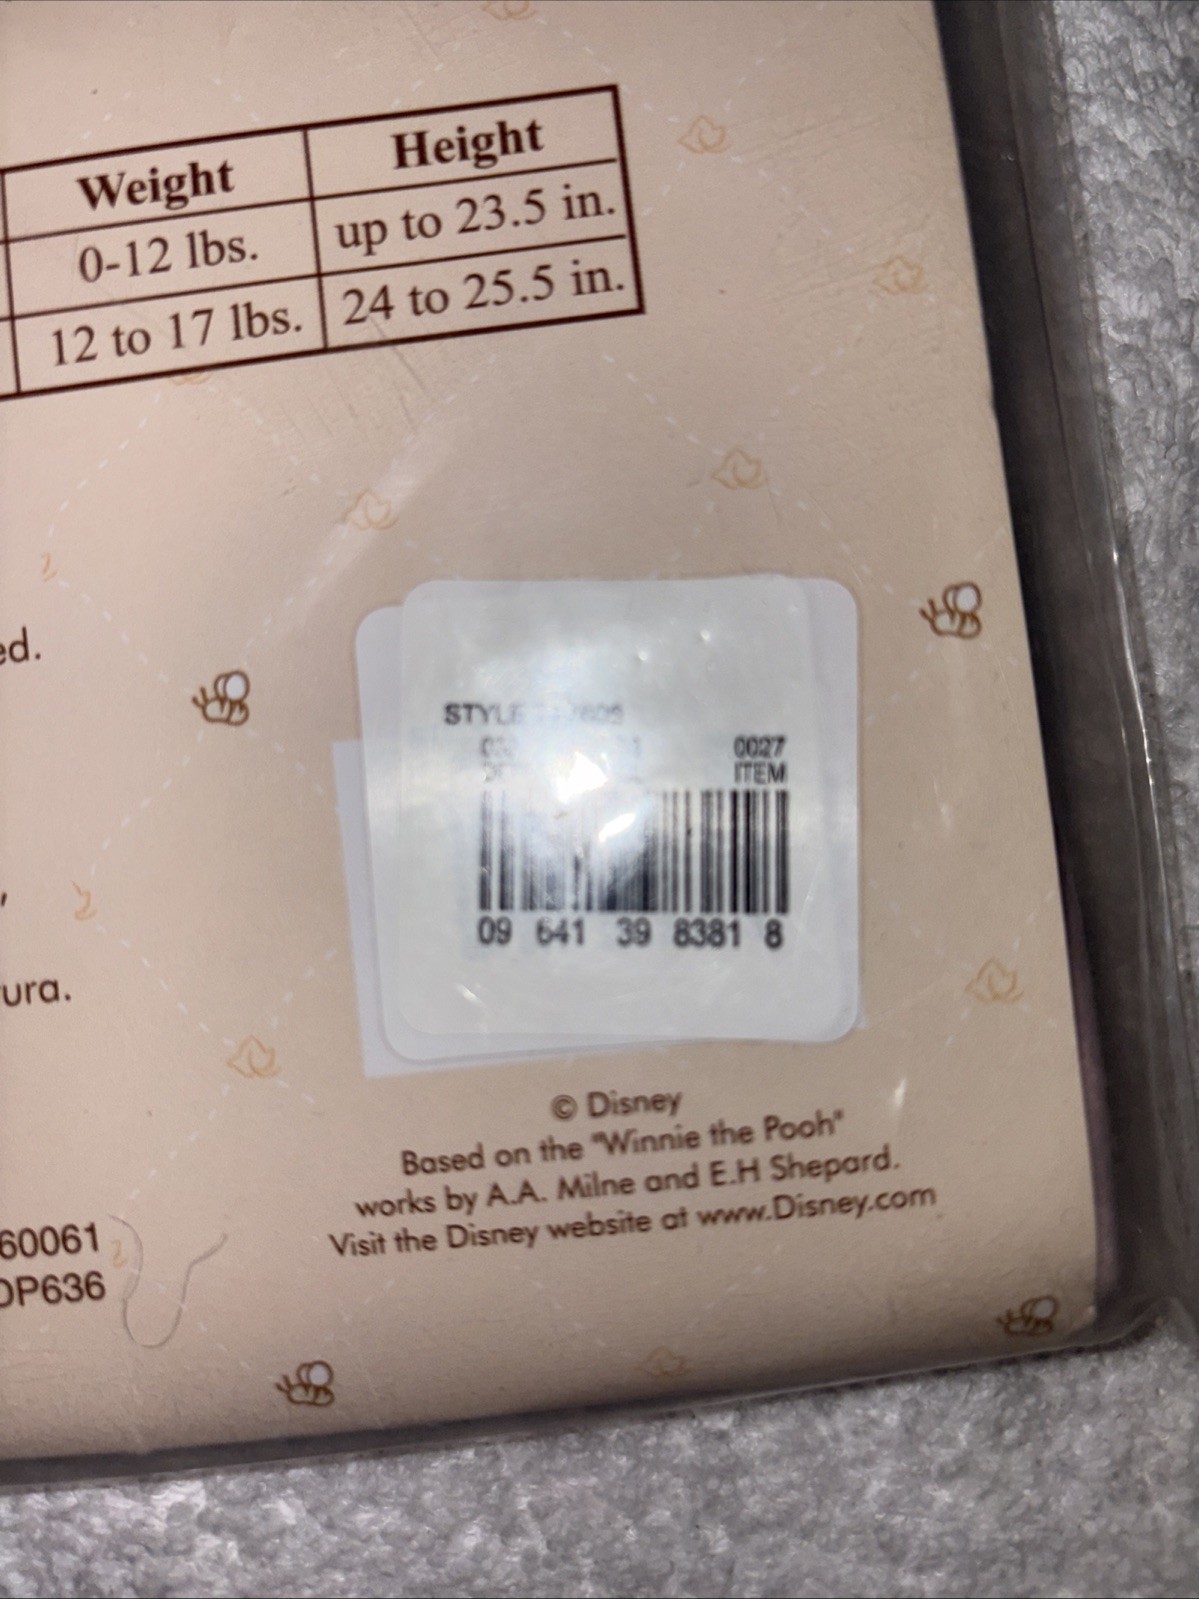 Weight Height
0-12 lbs. up to 23.5 in.
12 to 17 lbs. 24 to 25.5 in.
ed.
,
ura.
STYLE
0027
ITEM
09 641 39 8381 8
© Disney
Based on the "Winnie the Pooh"
works by A.A. Milne and E.H Shepard.
Visit the Disney website at www.Disney.com
60061
DP636